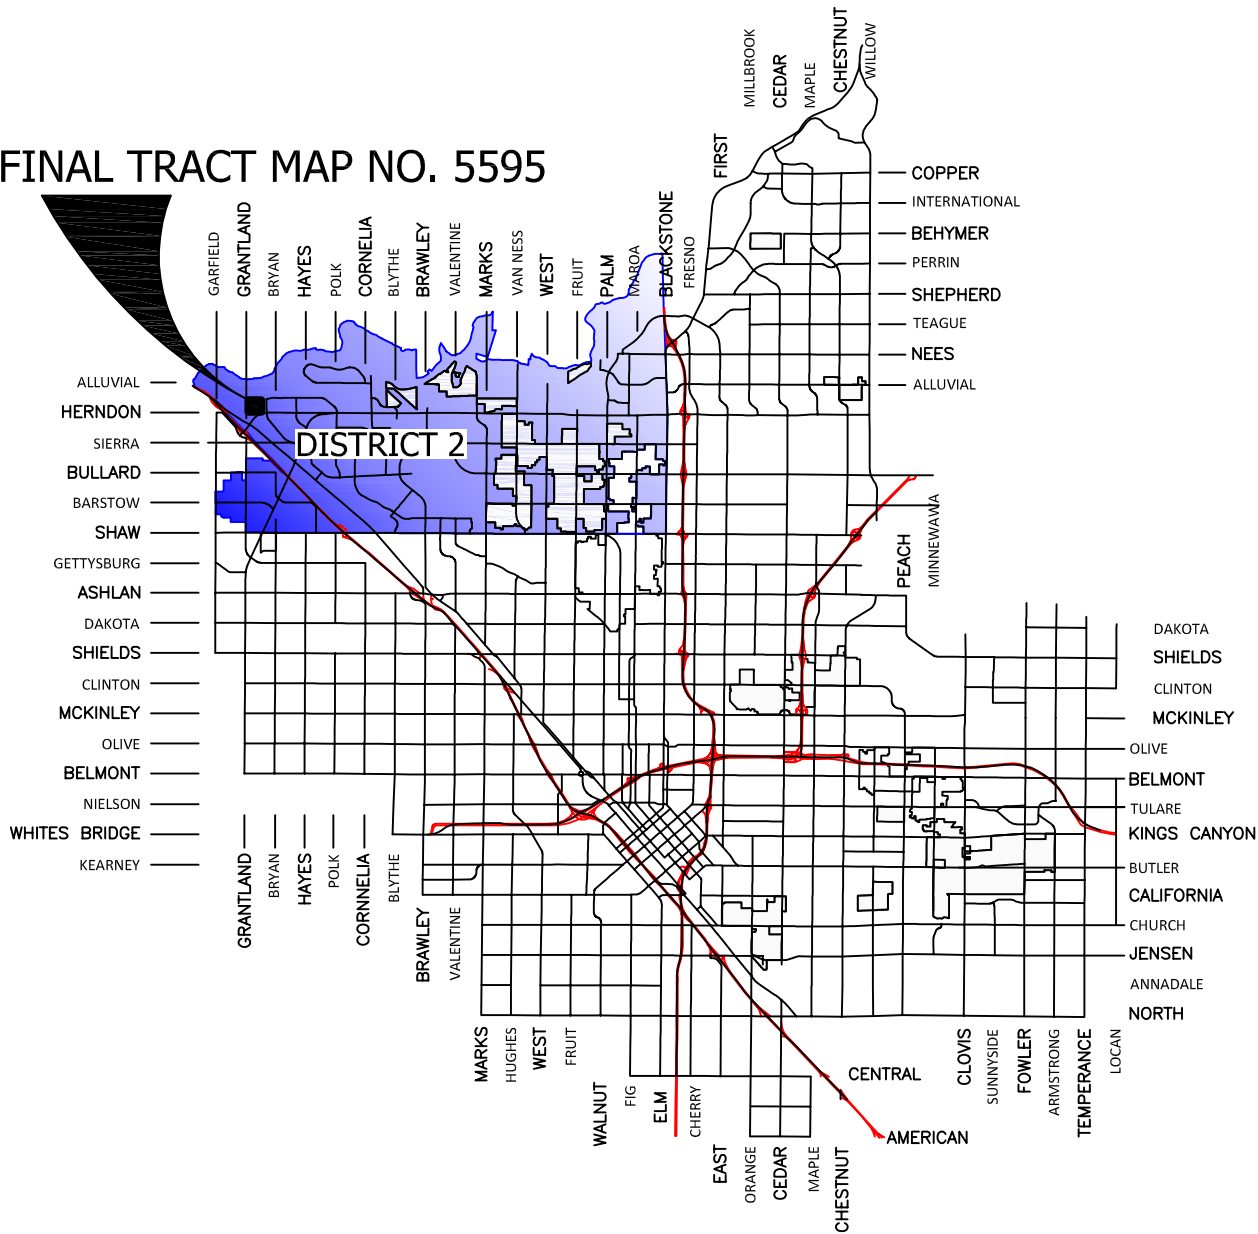 MILLBROOK
CEDAR
MAPLE
CHESTNUT
WILLOW
FIRST
FINAL TRACT MAP NO. 5595
GARFIELD
GRANTLAND
BRYAN
HAYES
POLK
CORNELIA
BLYTHE
BRAWLEY
VALENTINE
MARKS
VAN NESS
WEST
FRUIT
PALM
MAROA
BLACKSTONE
FRESNO
COPPER
INTERNATIONAL
BEHYMER
PERRIN
SHEPHERD
TEAGUE
NEES
ALLUVIAL
ALLUVIAL
HERNDON
SIERRA
BULLARD
BARSTOW
SHAW
GETTYSBURG
ASHLAN
DAKOTA
SHIELDS
CLINTON
MCKINLEY
OLIVE
BELMONT
NIELSON
WHITES BRIDGE
KEARNEY
DISTRICT 2
PEACH
MINNEWAWA
DAKOTA
SHIELDS
CLINTON
MCKINLEY
OLIVE
BELMONT
TULARE
KINGS CANYON
BUTLER
CALIFORNIA
CHURCH
JENSEN
ANNADALE
NORTH
GRANTLAND
BRYAN
HAYES
POLK
CORNNELIA
BLYTHE
BRAWLEY
VALENTINE
MARKS
HUGHES
WEST
FRUIT
WALNUT
FIG
ELM
CHERRY
EAST
ORANGE
CEDAR
MAPLE
CHESTNUT
CENTRAL
AMERICAN
CLOVIS
SUNNYSIDE
FOWLER
ARMSTRONG
TEMPERANCE
LOCAN